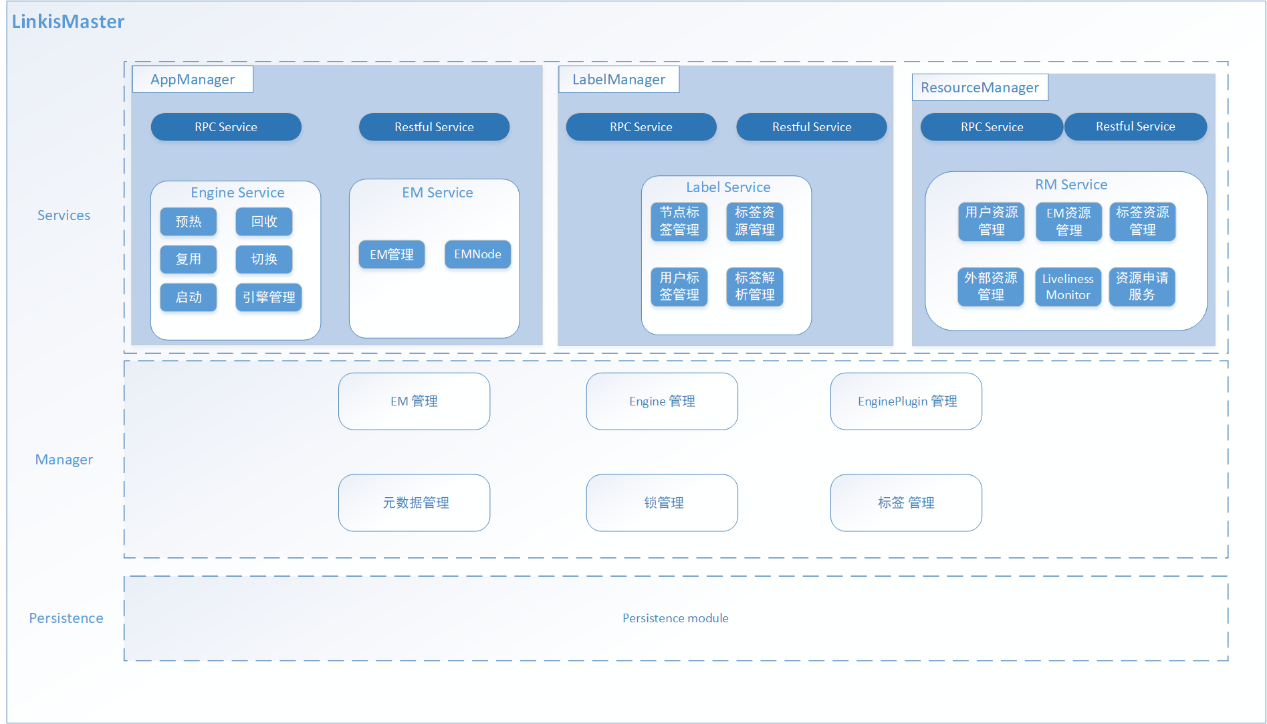 LinkisMaster
Services
AppManager
RPC Service
Restful Service
Engine Service
预热
回收
复用
切换
启动
引擎管理
EM Service
EM管理
EMNode
LabelManager
RPC Service
Restful Service
Label Service
节点标
签管理
标签资
源管理
用户标
签管理
标签解
析管理
ResourceManager
RPC Service
Restful Service
RM Service
用户资源
管理
EM资源
管理
标签资源
管理
外部资源
管理
Liveliness
Monitor
资源申请
服务
Manager
EM 管理
Engine 管理
EnginePlugin 管理
元数据管理
锁管理
标签 管理
Persistence
Persistence module